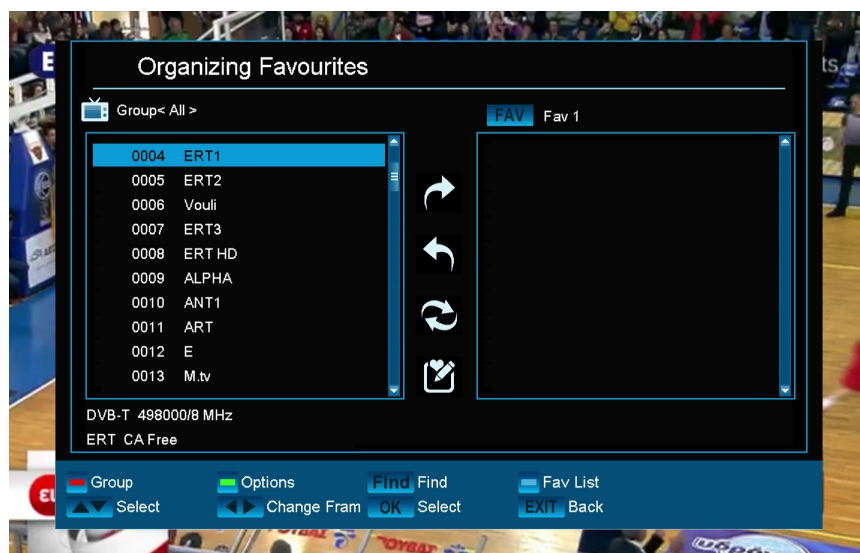 Organizing Favourites
Group< All >
FAV Fav 1
0004 ERT1
0005 ERT2
0006 Vouli
0007 ERT3
0008 ERT HD
0009 ALPHA
0010 ANT1
0011 ART
0012 E
0013 M.tv
DVB-T 498000/8 MHz
ERT CA Free
Group Options Find Find Fav List
Select Change Fram OK Select EXIT Back